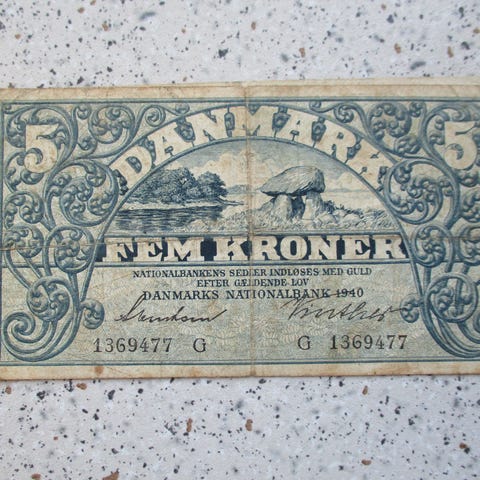 5 DANMARK 5
FEM KRONER
NATIONALBANKENS SEDLER INDLØSES MED GULD
EFTER GÆLDENDE LOV
DANMARKS NATIONALBANK 1940
1369477 G G 1369477